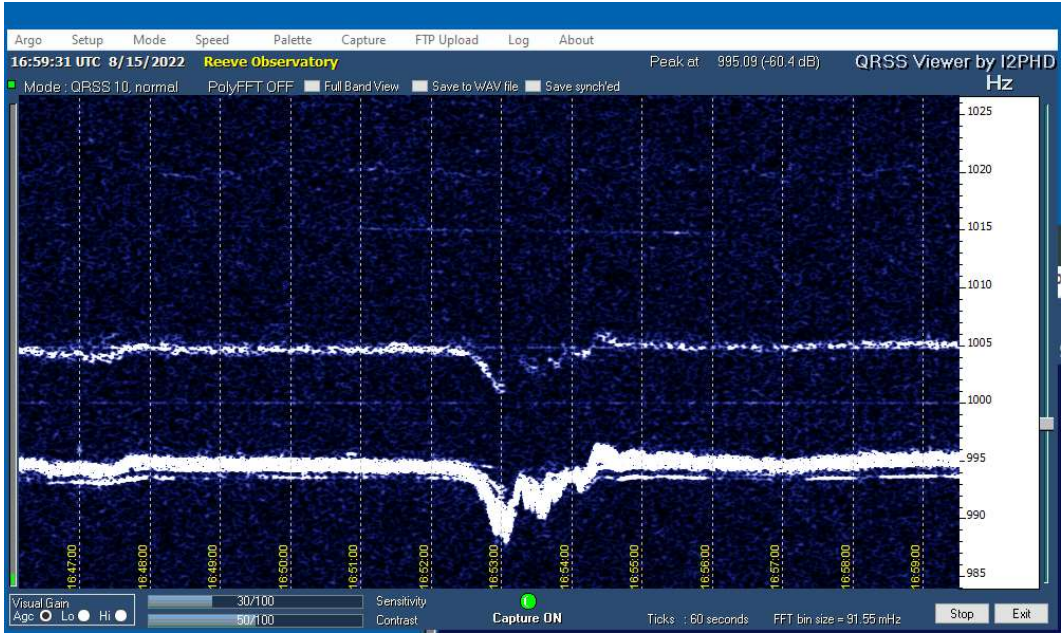 Argo Setup Mode Speed Palette Capture FTP Upload Log About
16:59:31 UTC 8/15/2022 Reeve Observatory Peak at 995.09 (-60.4 dB) QRSS Viewer by I2PHD
Mode : QRSS 10, normal PolyFFT OFF Full Band View Save to WAV file Save synch'ed Hz
1025
1020
1015
1010
1005
1000
995
990
985
16:47:00 16:48:00 16:49:00 16:50:00 16:51:00 16:52:00 16:53:00 16:54:00 16:55:00 16:56:00 16:57:00 16:58:00 16:59:00
Visual Gain 30/100 Sensitivity
Agc Lo Hi 50/100 Contrast Capture ON Ticks : 60 seconds FFT bin size = 91.55 mHz Stop Exit